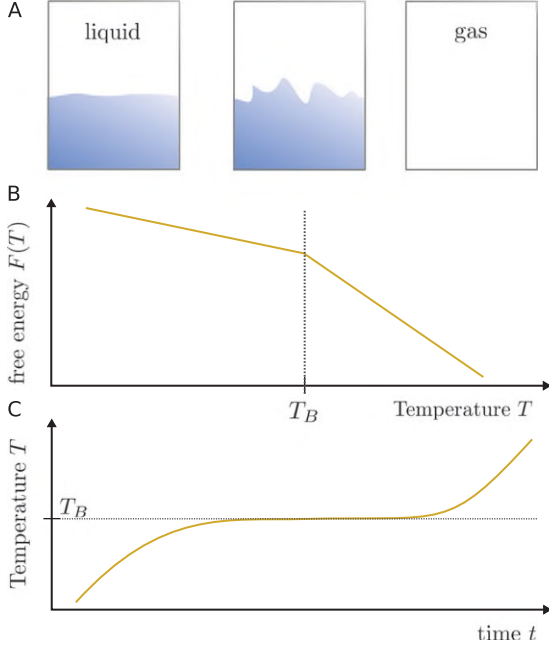 A
liquid
gas
B
free energy F(T)
T_B
Temperature T
C
Temperature T
T_B
time t